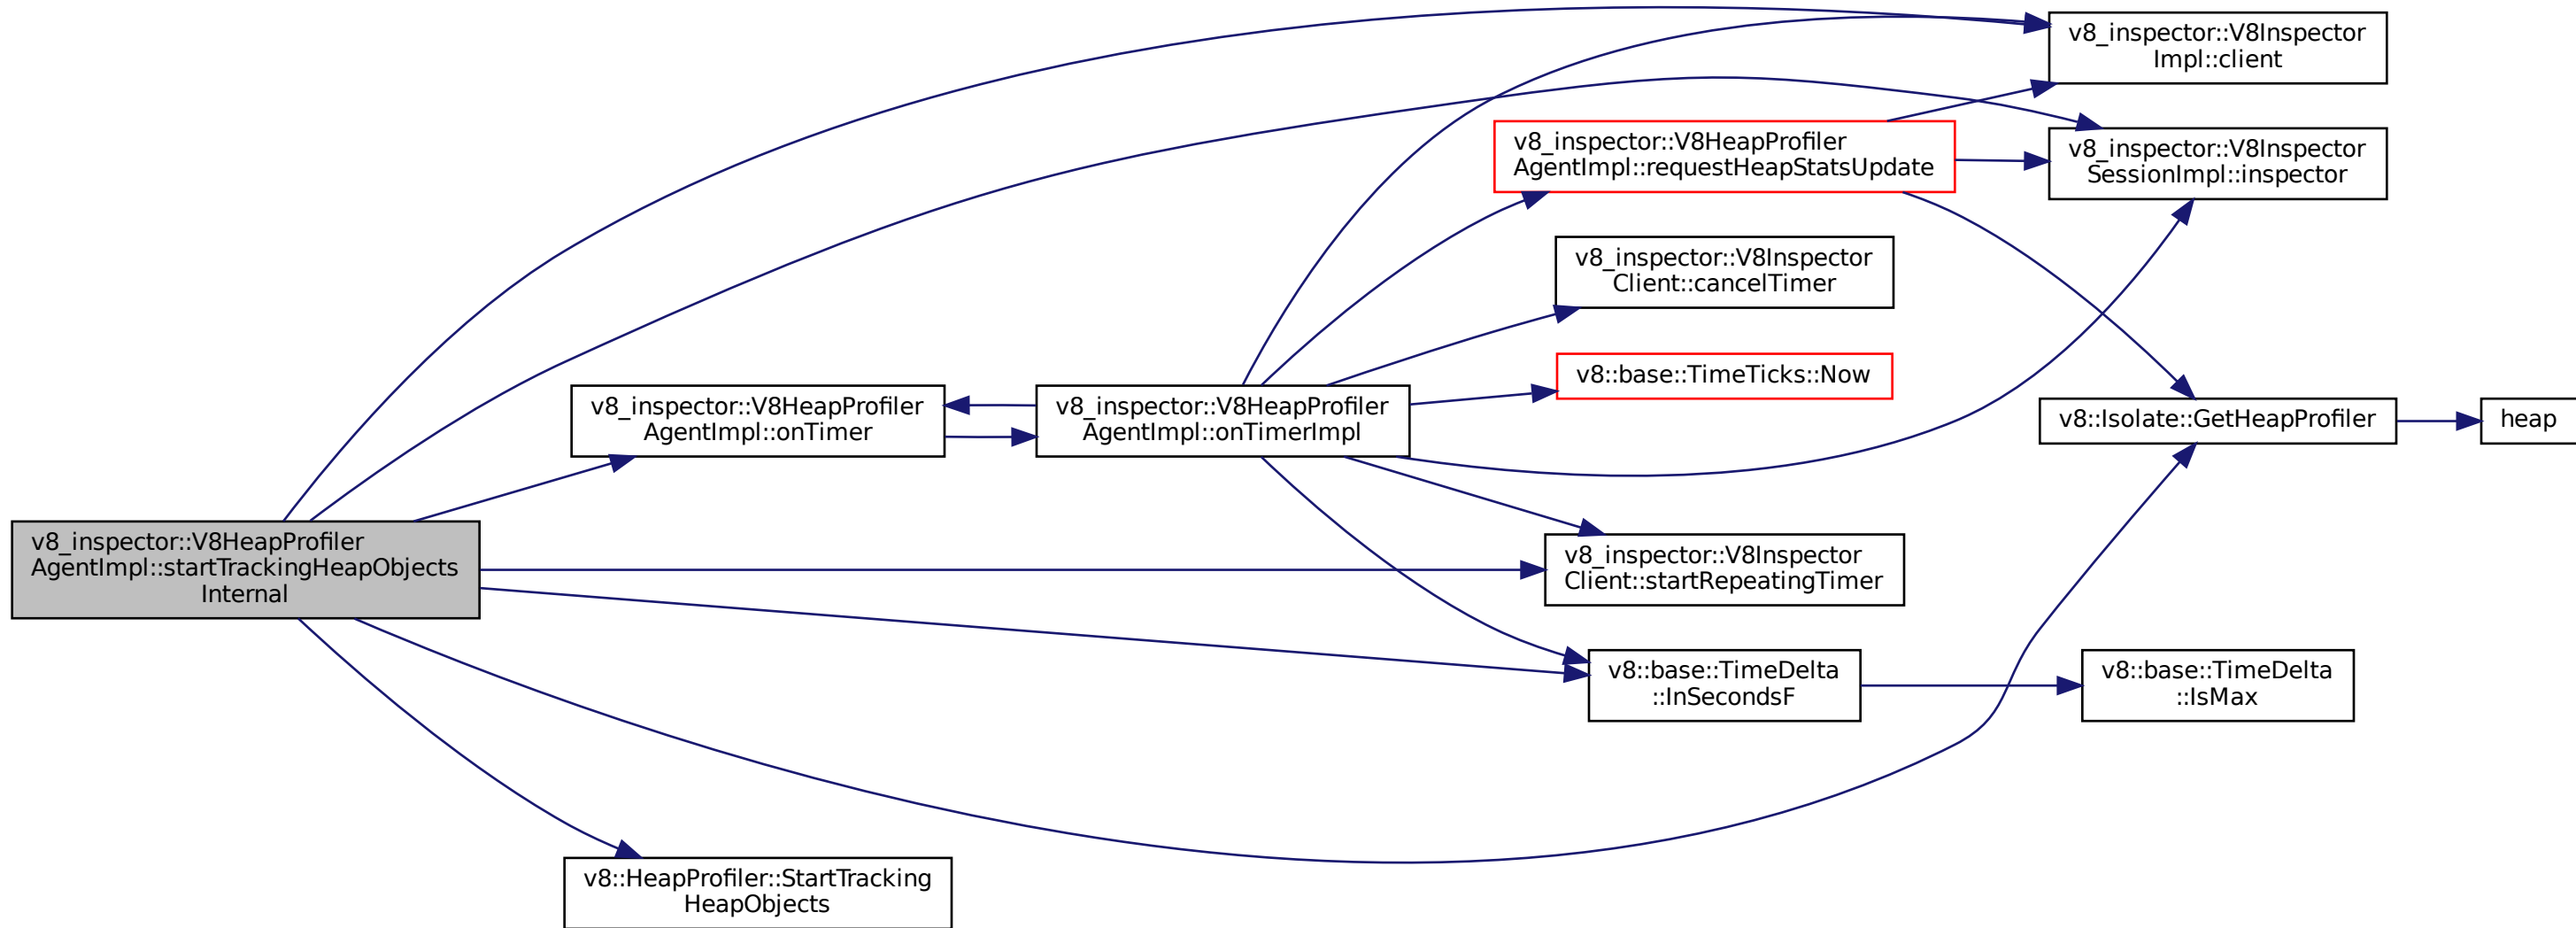 v8_inspector::V8Inspector
Impl::client
v8_inspector::V8HeapProfiler
AgentImpl::requestHeapStatsUpdate
v8_inspector::V8Inspector
SessionImpl::inspector
v8_inspector::V8Inspector
Client::cancelTimer
v8::base::TimeTicks::Now
v8_inspector::V8HeapProfiler
AgentImpl::onTimer
v8_inspector::V8HeapProfiler
AgentImpl::onTimerImpl
v8::Isolate::GetHeapProfiler
heap
v8_inspector::V8HeapProfiler
AgentImpl::startTrackingHeapObjects
Internal
v8_inspector::V8Inspector
Client::startRepeatingTimer
v8::base::TimeDelta
::InSecondsF
v8::base::TimeDelta
::IsMax
v8::HeapProfiler::StartTracking
HeapObjects